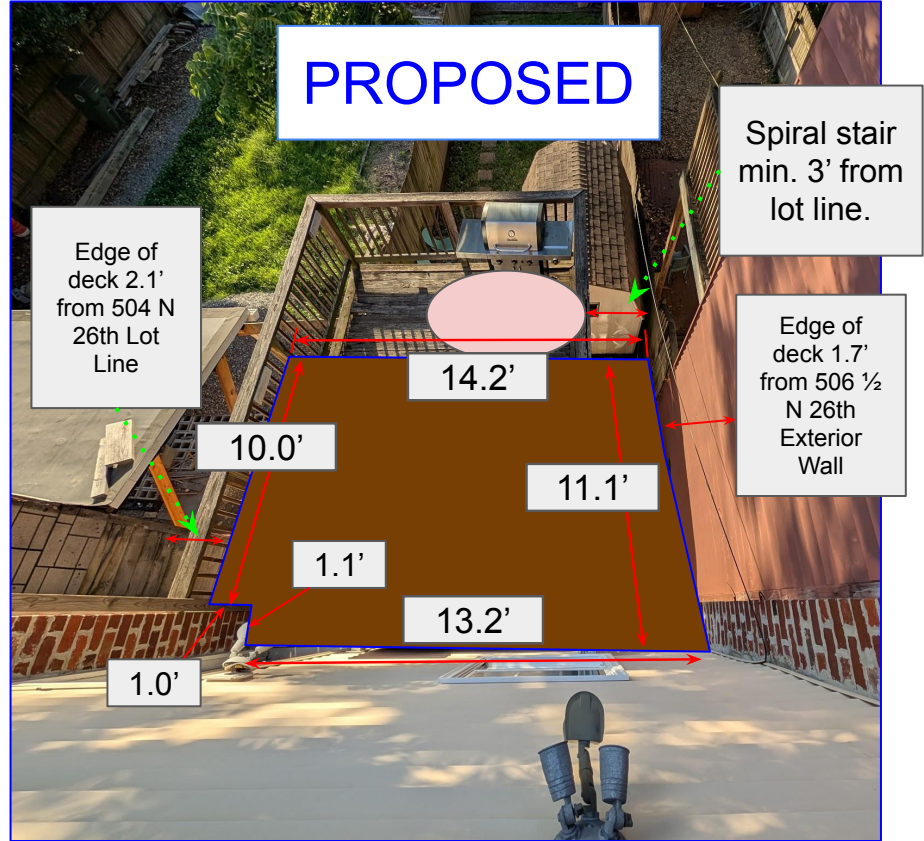 PROPOSED
Spiral stair
min. 3’ from
lot line.
Edge of
deck 2.1’
from 504 N
26th Lot
Line
Edge of
deck 1.7’
from 506 ½
N 26th
Exterior
Wall
14.2’
10.0’
11.1’
1.1’
13.2’
1.0’